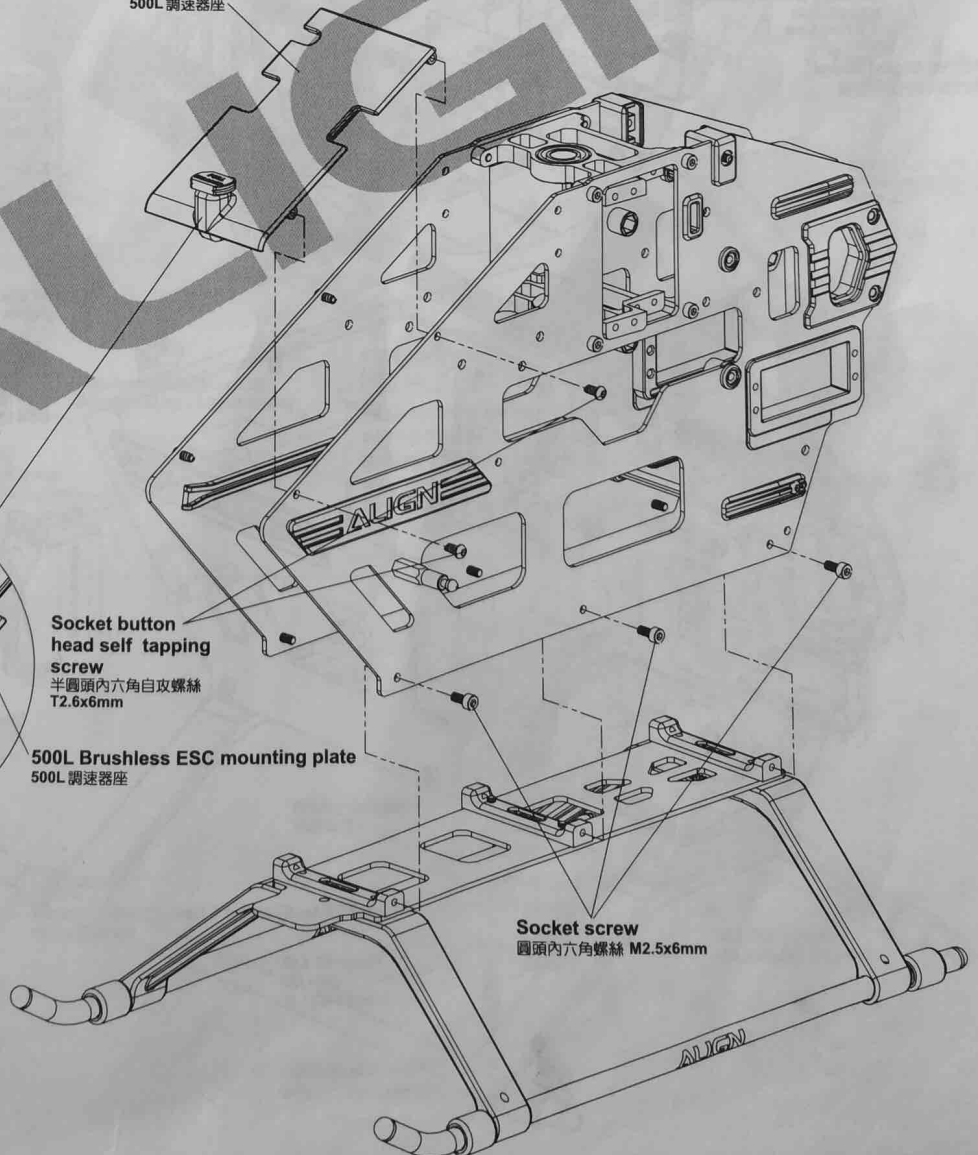 500L 調速器座
ALIGN
ALIGN
Socket button
head self tapping
screw
半圓頭內六角自攻螺絲
T2.6x6mm
500L Brushless ESC mounting plate
500L 調速器座
Socket screw
圓頭內六角螺絲 M2.5x6mm
ALIGN